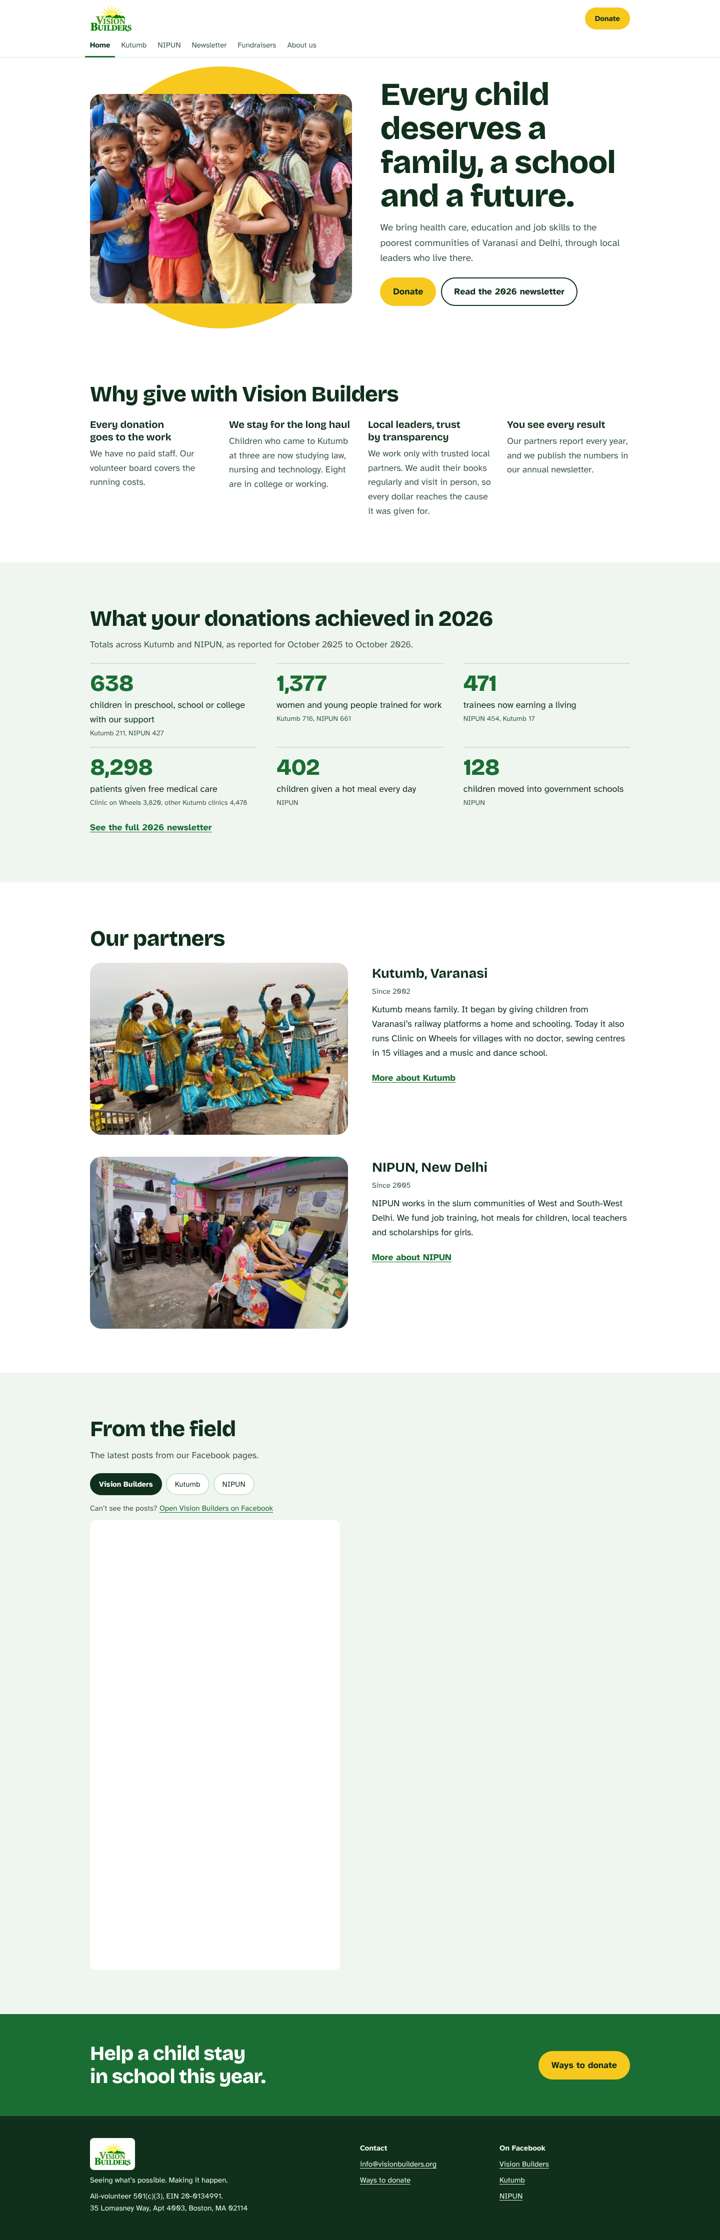 VISION
BUILDERS
Donate
Home
Kutumb
NIPUN
Newsletter
Fundraisers
About us
Every child
deserves a
family, a school
and a future.
We bring health care, education and job skills to the
poorest communities of Varanasi and Delhi, through local
leaders who live there.
Donate
Read the 2026 newsletter
Why give with Vision Builders
Every donation
goes to the work
We have no paid staff. Our
volunteer board covers the
running costs.
We stay for the long haul
Children who came to Kutumb
at three are now studying law,
nursing and technology. Eight
are in college or working.
Local leaders, trust
by transparency
We work only with trusted local
partners. We audit their books
regularly and visit in person, so
every dollar reaches the cause
it was given for.
You see every result
Our partners report every year,
and we publish the numbers in
our annual newsletter.
What your donations achieved in 2026
Totals across Kutumb and NIPUN, as reported for October 2025 to October 2026.
638
children in preschool, school or college
with our support
Kutumb 211, NIPUN 427
1,377
women and young people trained for work
Kutumb 716, NIPUN 661
471
trainees now earning a living
NIPUN 454, Kutumb 17
8,298
patients given free medical care
Clinic on Wheels 3,820, other Kutumb clinics 4,478
402
children given a hot meal every day
NIPUN
128
children moved into government schools
NIPUN
See the full 2026 newsletter
Our partners
Kutumb, Varanasi
Since 2002
Kutumb means family. It began by giving children from
Varanasi's railway platforms a home and schooling. Today it also
runs Clinic on Wheels for villages with no doctor, sewing centres
in 15 villages and a music and dance school.
More about Kutumb
NIPUN, New Delhi
Since 2005
NIPUN works in the slum communities of West and South-West
Delhi. We fund job training, hot meals for children, local teachers
and scholarships for girls.
More about NIPUN
From the field
The latest posts from our Facebook pages.
Vision Builders
Kutumb
NIPUN
Can't see the posts? Open Vision Builders on Facebook
Help a child stay
in school this year.
Ways to donate
VISION
BUILDERS
Seeing what's possible. Making it happen.
All-volunteer 501(c)(3), EIN 20-0134991.
35 Lomasney Way, Apt 4003, Boston, MA 02114
Contact
info@visionbuilders.org
Ways to donate
On Facebook
Vision Builders
Kutumb
NIPUN